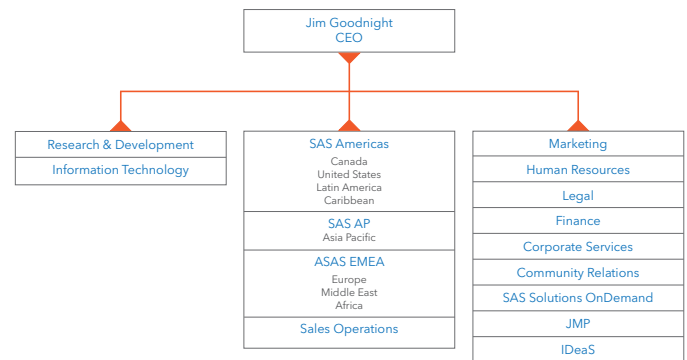 Jim Goodnight
CEO
Research & Development
Information Technology
SAS Americas
Canada
United States
Latin America
Caribbean
SAS AP
Asia Pacific
ASAS EMEA
Europe
Middle East
Africa
Sales Operations
Marketing
Human Resources
Legal
Finance
Corporate Services
Community Relations
SAS Solutions OnDemand
JMP
IDeaS